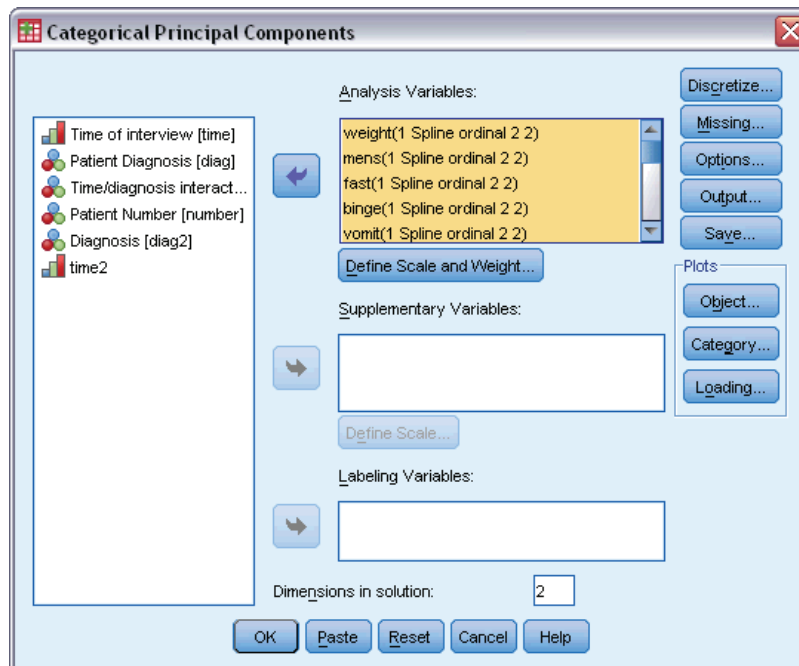 Categorical Principal Components
Time of interview [time]
Patient Diagnosis [diag]
Time/diagnosis interact...
Patient Number [number]
Diagnosis [diag2]
time2
Analysis Variables:
weight(1 Spline ordinal 2 2)
mens(1 Spline ordinal 2 2)
fast(1 Spline ordinal 2 2)
binge(1 Spline ordinal 2 2)
vomit(1 Spline ordinal 2 2)
Define Scale and Weight...
Supplementary Variables:
Define Scale...
Labeling Variables:
Dimensions in solution:
2
Discretize...
Missing...
Options...
Output...
Save...
Plots
Object...
Category...
Loading...
OK
Paste
Reset
Cancel
Help